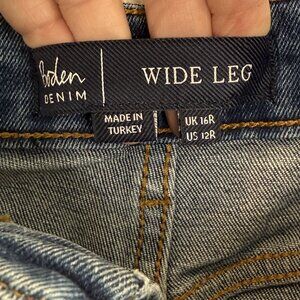 Boden
DENIM
WIDE LEG
MADE IN
TURKEY
UK 16R
US 12R